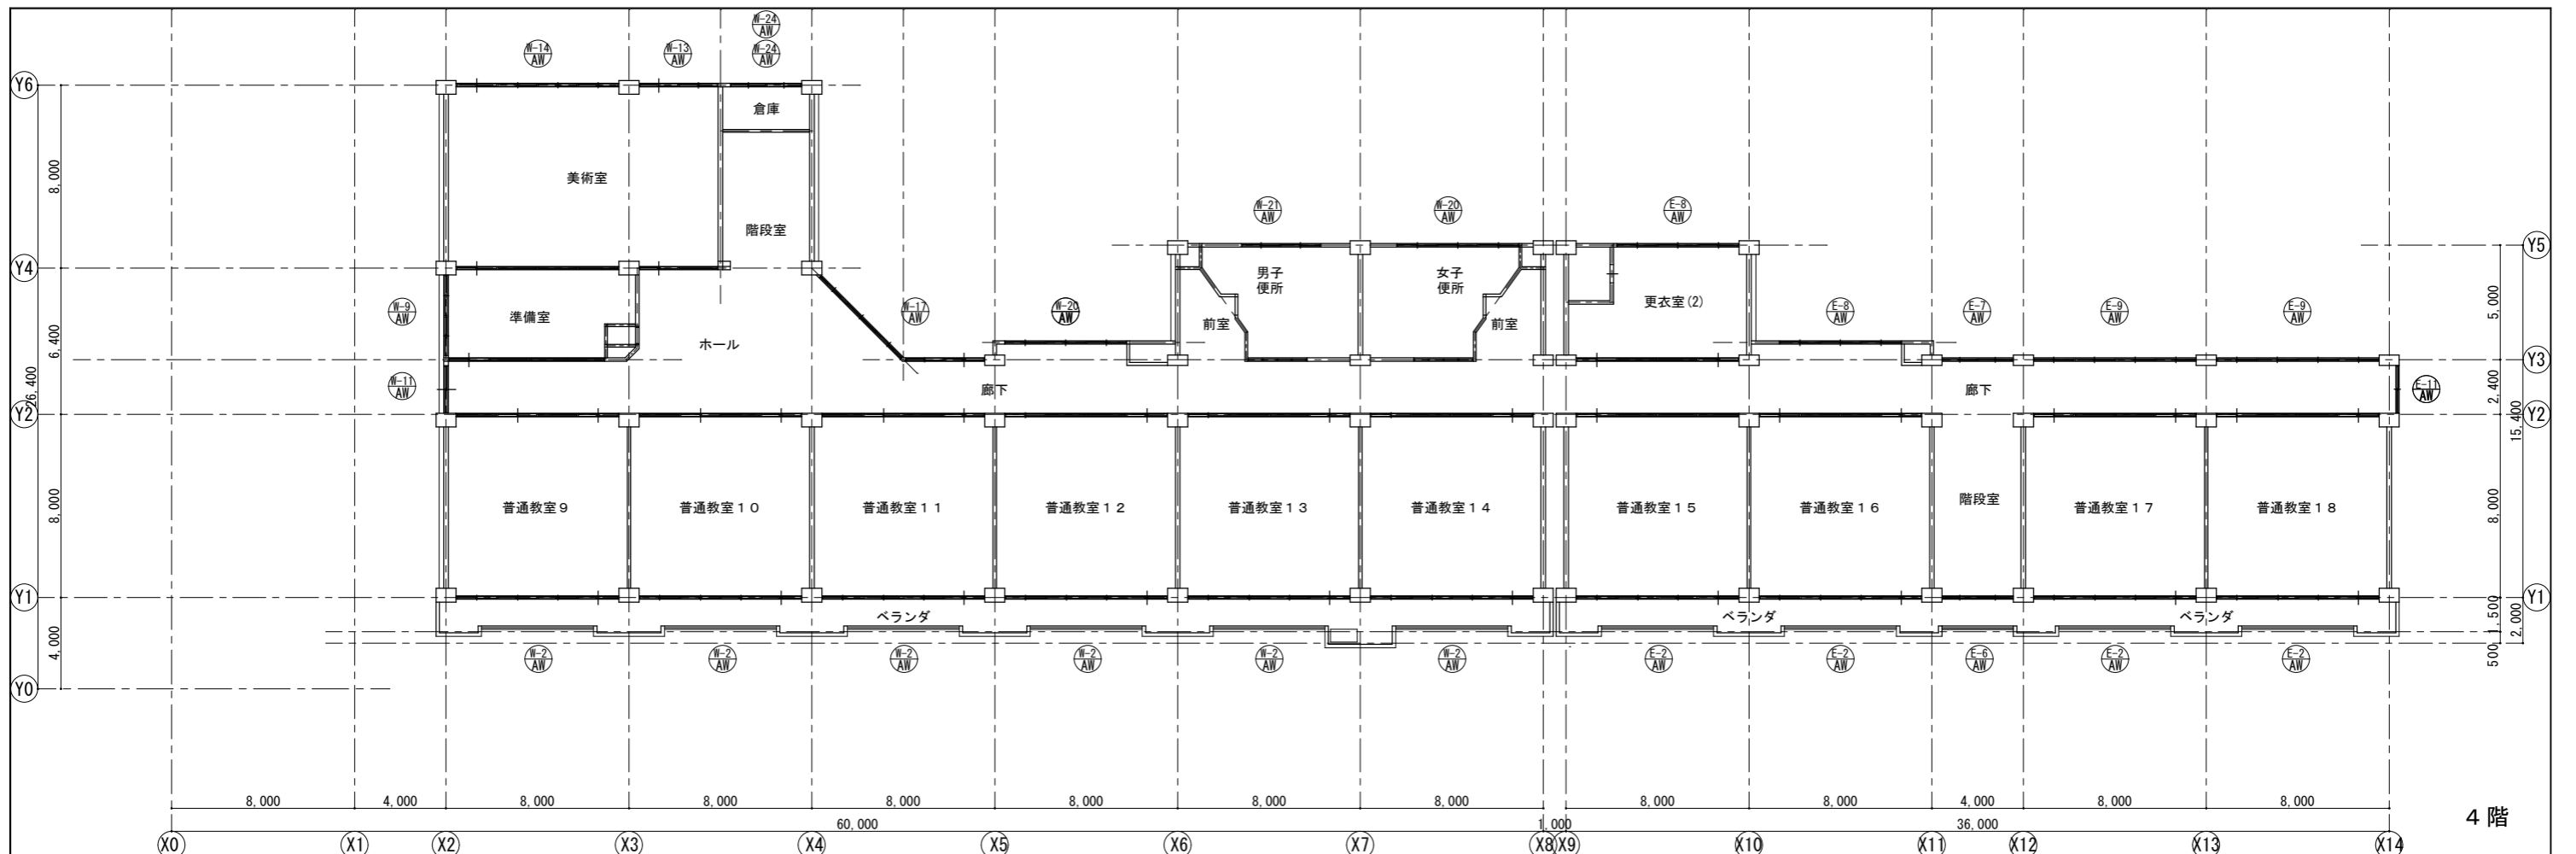 W-24
AW
W-14
AW
W-13
AW
W-24
AW
Y6
倉庫
8,000
美術室
階段室
W-21
AW
W-20
AW
E-8
AW
Y5
Y4
男子
便所
女子
便所
更衣室(2)
5,000
W-9
AW
準備室
W-17
AW
W-20
AW
前室
前室
E-8
AW
E-7
AW
E-9
AW
E-9
AW
6,400
ホール
Y3
W-11
AW
26,400
廊下
廊下
E-11
AW
2,400
Y2
Y2
15,400
8,000
普通教室9
普通教室10
普通教室11
普通教室12
普通教室13
普通教室14
普通教室15
普通教室16
階段室
普通教室17
普通教室18
8,000
Y1
Y1
ベランダ
ベランダ
ベランダ
1,500
2,000
500
4,000
W-2
AW
W-2
AW
W-2
AW
W-2
AW
W-2
AW
W-2
AW
E-2
AW
E-2
AW
E-6
AW
E-2
AW
E-2
AW
Y0
8,000
4,000
8,000
8,000
8,000
8,000
8,000
8,000
8,000
8,000
4,000
8,000
8,000
60,000
1,000
36,000
4階
X0
X1
X2
X3
X4
X5
X6
X7
X8
X9
X10
X11
X12
X13
X14